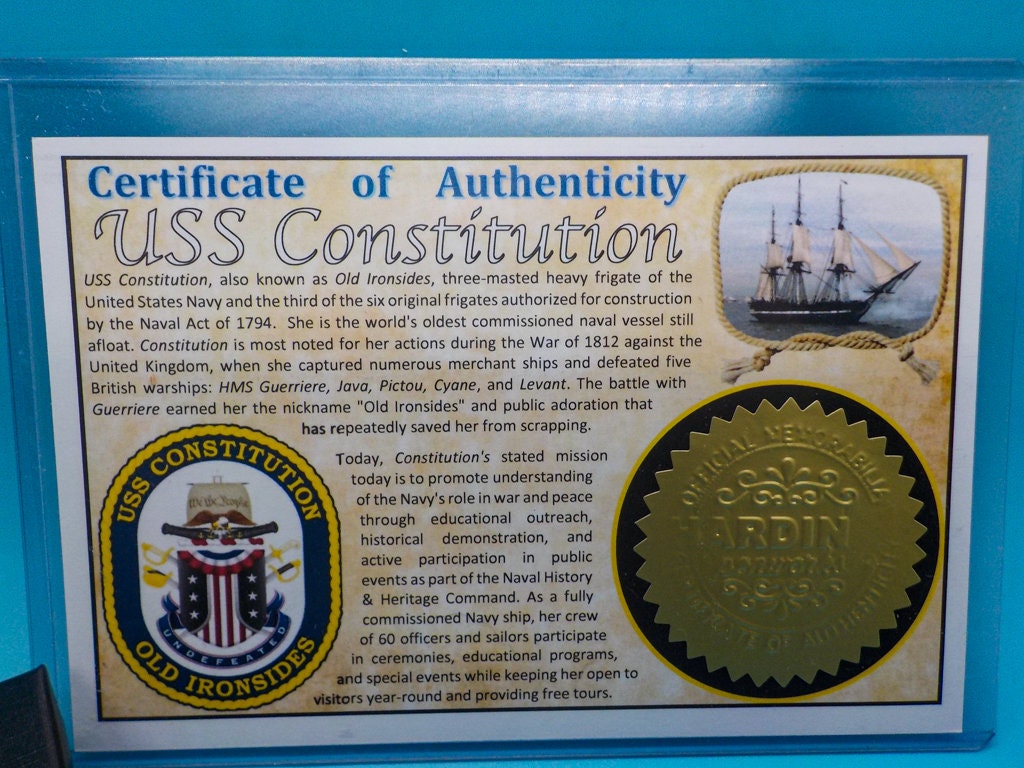 Certificate of Authenticity
USS Constitution
USS Constitution, also known as Old Ironsides, three-masted heavy frigate of the
United States Navy and the third of the six original frigates authorized for construction
by the Naval Act of 1794. She is the world's oldest commissioned naval vessel still
afloat. Constitution is most noted for her actions during the War of 1812 against the
United Kingdom, when she captured numerous merchant ships and defeated five
British warships: HMS Guerriere, Java, Pictou, Cyane, and Levant. The battle with
Guerriere earned her the nickname "Old Ironsides" and public adoration that
has repeatedly saved her from scrapping.
Today, Constitution's stated mission
today is to promote understanding
of the Navy's role in war and peace
through educational outreach,
historical demonstration, and
active participation in public
events as part of the Naval History
& Heritage Command. As a fully
commissioned Navy ship, her crew
of 60 officers and sailors participate
in ceremonies, educational programs,
and special events while keeping her open to
visitors year-round and providing free tours.
USS CONSTITUTION
We the People
UNDEFEATED
OLD IRONSIDES
OFFICIAL MEMORABILIA
HARDIN
OF